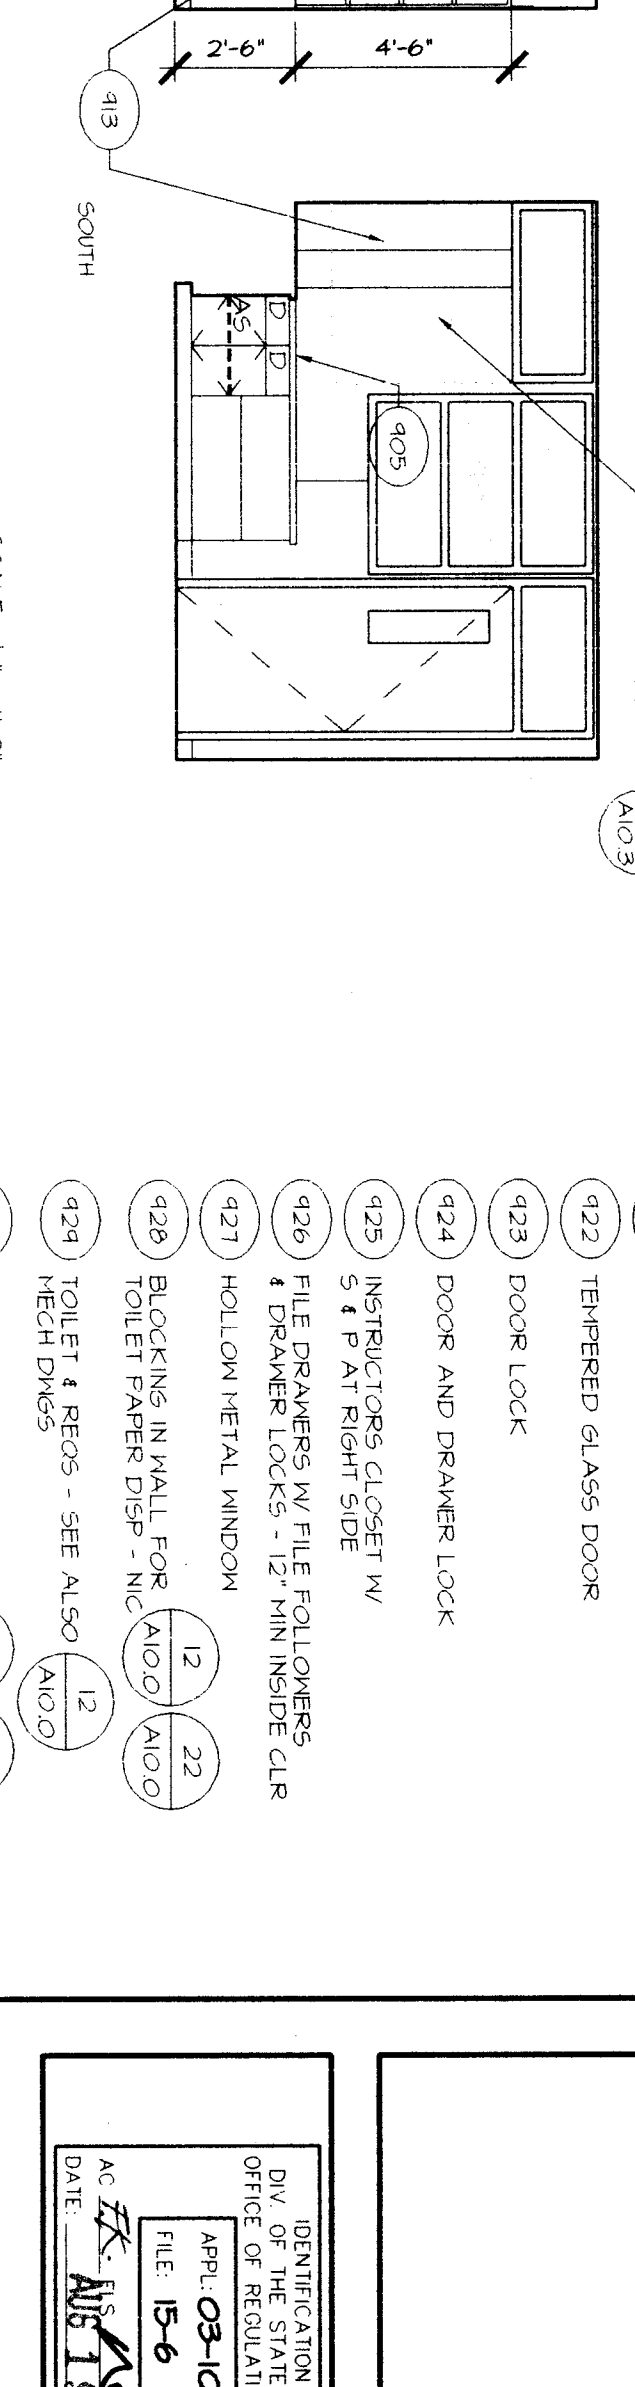 2'-6"
4'-6"
913
SOUTH
AS
D
D
905
A10.3
922 TEMPERED GLASS DOOR
923 DOOR LOCK
924 DOOR AND DRAWER LOCK
925 INSTRUCTORS CLOSET W/
S & P AT RIGHT SIDE
926 FILE DRAWERS W/ FILE FOLLOWERS
& DRAWER LOCKS - 12" MIN INSIDE CLR
927 HOLLOW METAL WINDOW
928 BLOCKING IN WALL FOR
TOILET PAPER DISP - NIC
12
A10.0
22
A10.0
929 TOILET & REQS - SEE ALSO
MECH DWGS
12
A10.0
IDENTIFICATION
DIV. OF THE STATE
OFFICE OF REGULATI
APPL: 03-10
FILE: 15-6
AC F.K. FLS
DATE: AUG 1